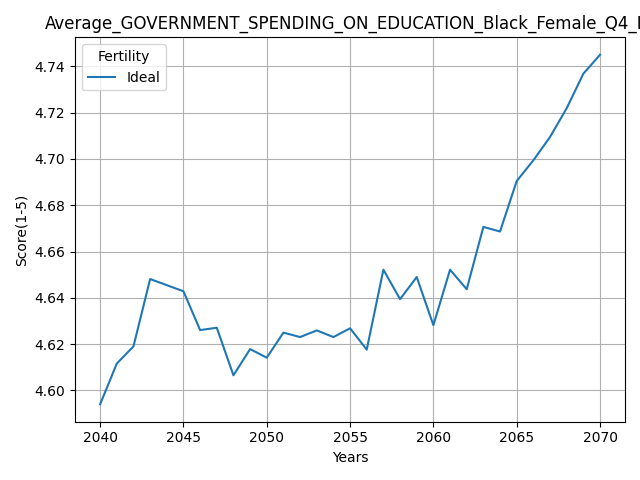 Average_GOVERNMENT_SPENDING_ON_EDUCATION_Black_Female_Q4_
Fertility
Ideal
Score(1-5)
4.74
4.72
4.70
4.68
4.66
4.64
4.62
4.60
2040 2045 2050 2055 2060 2065 2070
Years